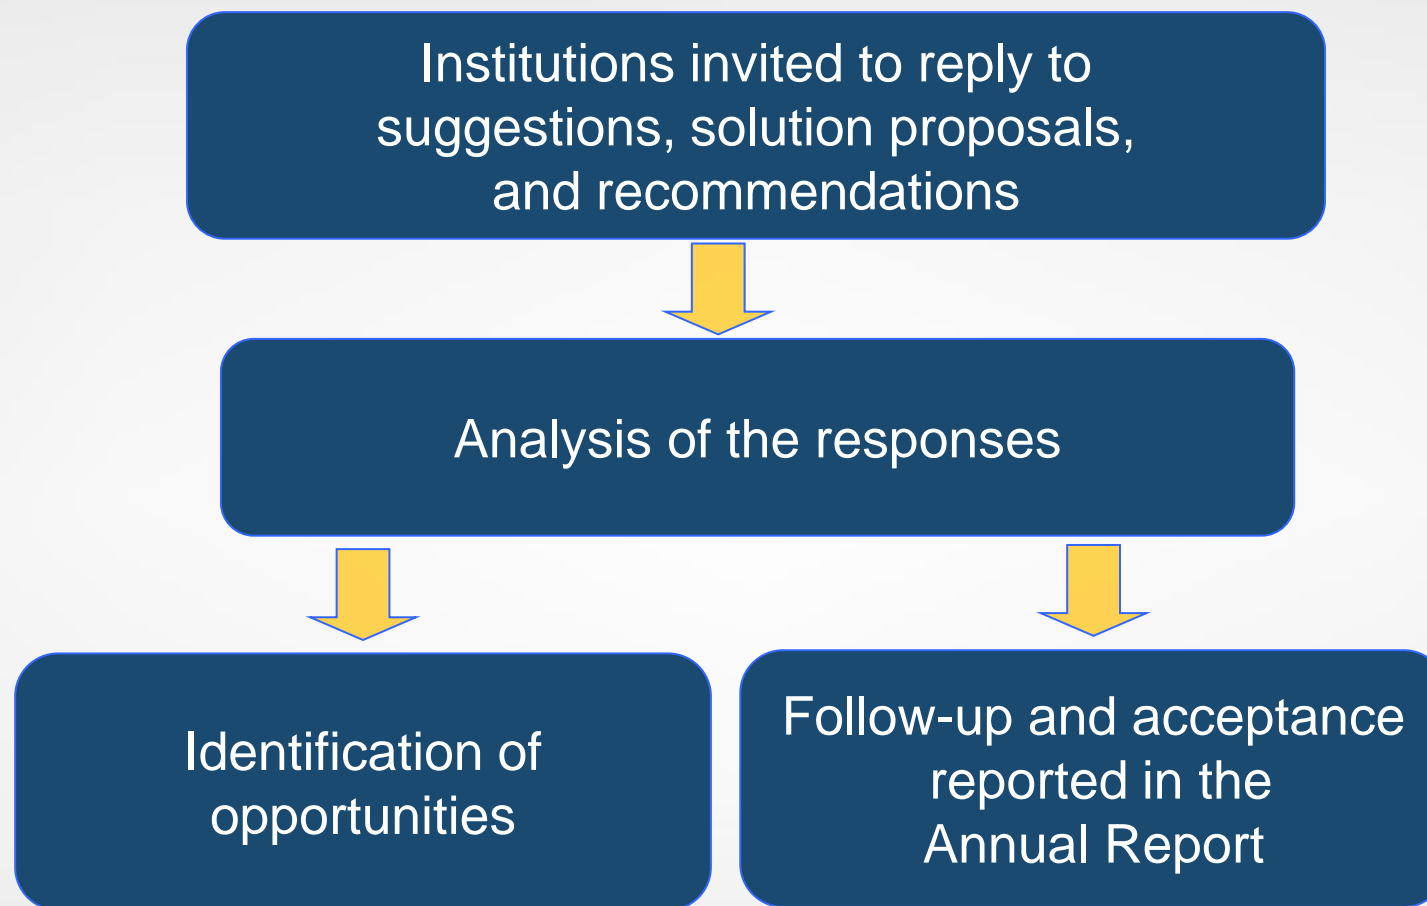 Institutions invited to reply to
suggestions, solution proposals,
and recommendations
Analysis of the responses
Identification of
opportunities
Follow-up and acceptance
reported in the
Annual Report